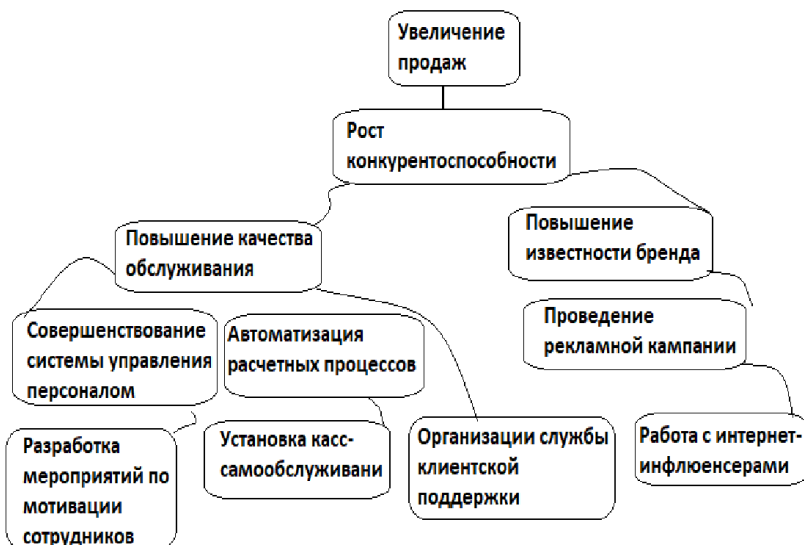 Увеличение
продаж
Рост
конкурентоспособности
Повышение качества
обслуживания
Повышение
известности бренда
Совершенствование
системы управления
персоналом
Автоматизация
расчетных процессов
Проведение
рекламной кампании
Разработка
мероприятий по
мотивации
сотрудников
Установка касс-
самообслуживани
Организации службы
клиентской
поддержки
Работа с интернет-
инфлюенсерами